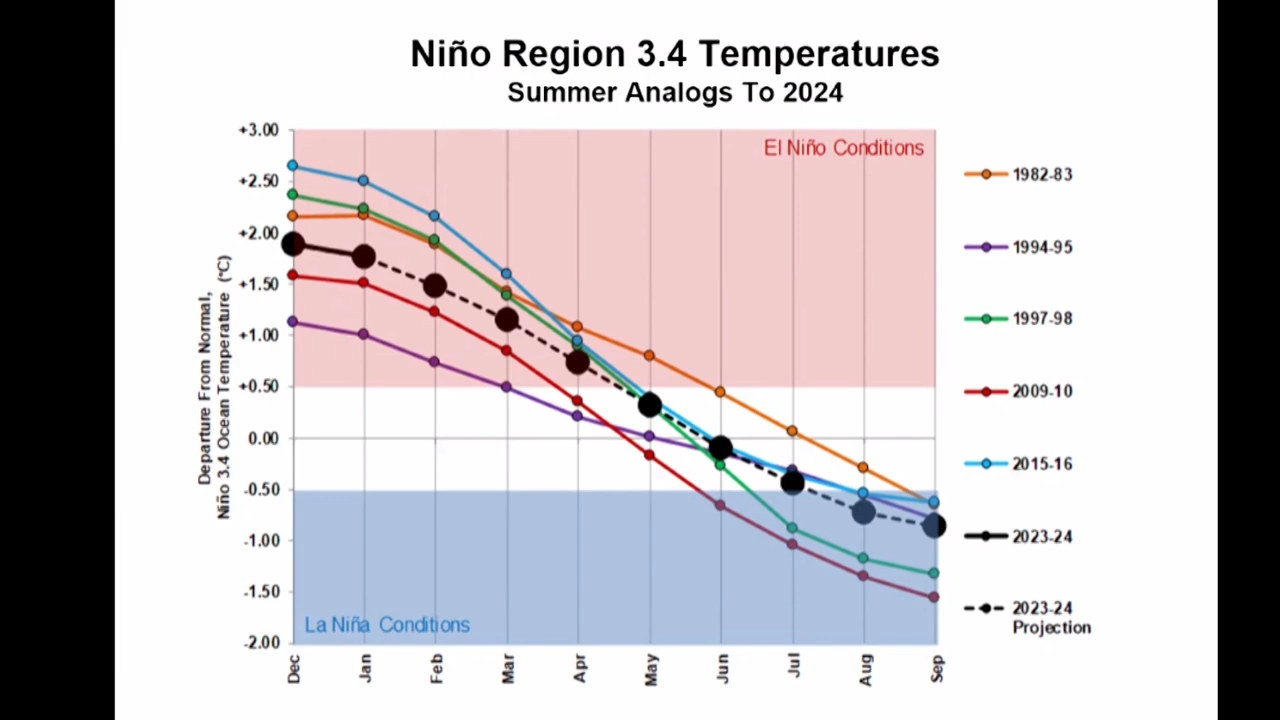 Niño Region 3.4 Temperatures
Summer Analogs To 2024
Departure From Normal,
Niño 3.4 Ocean Temperature (°C)
+3.00
+2.50
+2.00
+1.50
+1.00
+0.50
0.00
-0.50
-1.00
-1.50
-2.00
El Niño Conditions
La Niña Conditions
Dec
Jan
Feb
Mar
Apr
May
Jun
Jul
Aug
Sep
1982-83
1994-95
1997-98
2009-10
2015-16
2023-24
2023-24
Projection